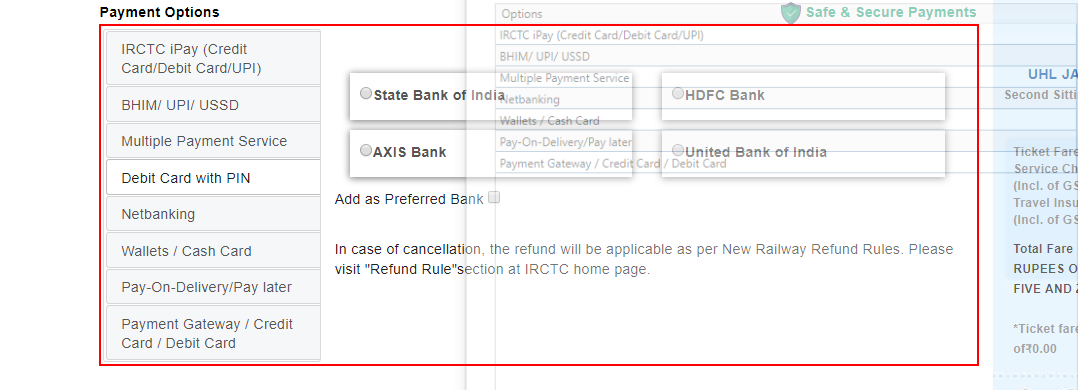 Payment Options
Safe & Secure Payments
IRCTC iPay (Credit
Card/Debit Card/UPI)
BHIM/ UPI/ USSD
Multiple Payment Service
Debit Card with PIN
Netbanking
Wallets / Cash Card
Pay-On-Delivery/Pay later
Payment Gateway / Credit
Card / Debit Card
State Bank of India
HDFC Bank
AXIS Bank
United Bank of India
Add as Preferred Bank
In case of cancellation, the refund will be applicable as per New Railway Refund Rules. Please
visit "Refund Rule"section at IRCTC home page.
Options
IRCTC iPay (Credit Card/Debit Card/UPI)
BHIM/ UPI/ USSD
Multiple Payment Service
Netbanking
Wallets / Cash Card
Pay-On-Delivery/Pay later
Payment Gateway / Credit Card / Debit Card
UHL JA
Second Sitti
Ticket Fare
Service Ch
(Incl. of GS
Travel Insu
(Incl. of GS
Total Fare
RUPEES O
FIVE AND
*Ticket fare
of₹0.00